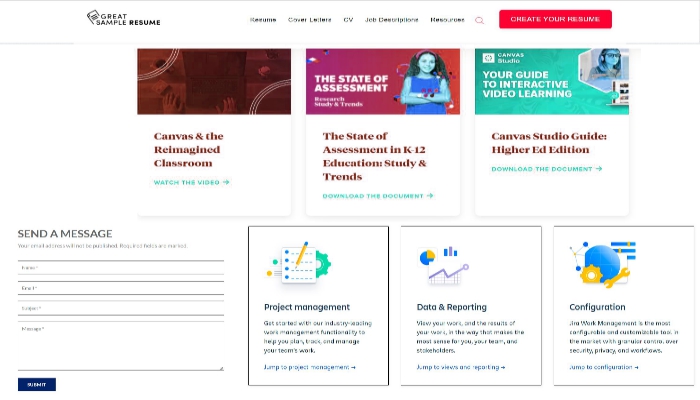 GREAT
SAMPLE RESUME
Resume
Cover Letters
CV
Job Descriptions
Resources
CREATE YOUR RESUME
Canvas & the
Reimagined
Classroom
WATCH THE VIDEO →
THE STATE OF
ASSESSMENT
Research
Study & Trends
The State of
Assessment in K-12
Education: Study &
Trends
DOWNLOAD THE DOCUMENT →
CANVAS
Studio
YOUR GUIDE
TO INTERACTIVE
VIDEO LEARNING
Canvas Studio Guide:
Higher Ed Edition
DOWNLOAD THE DOCUMENT →
SEND A MESSAGE
Your email address will not be published. Required fields are marked.
Name*
Email*
Subject*
Message*
SUBMIT
Project management
Get started with our industry-leading
work management functionality to
help you plan, track, and manage
your team's work.
Jump to project management →
Data & Reporting
View your work, and the results of
your work, in the way that makes the
most sense for you, your team, and
stakeholders.
Jump to views and reporting →
Configuration
Jira Work Management is the most
configurable and customizable tool in
the market with granular control over
security, privacy, and workflows.
Jump to configuration →